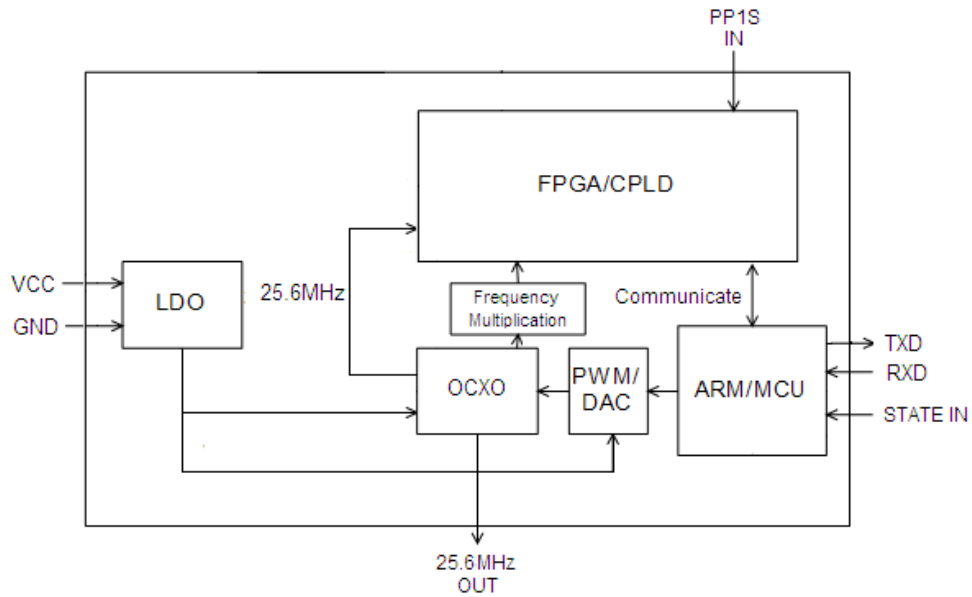 PP1S
IN
FPGA/CPLD
VCC
GND
LDO
25.6MHz
Frequency
Multiplication
Communicate
OCXO
PWM/
DAC
ARM/MCU
TXD
RXD
STATE IN
25.6MHz
OUT